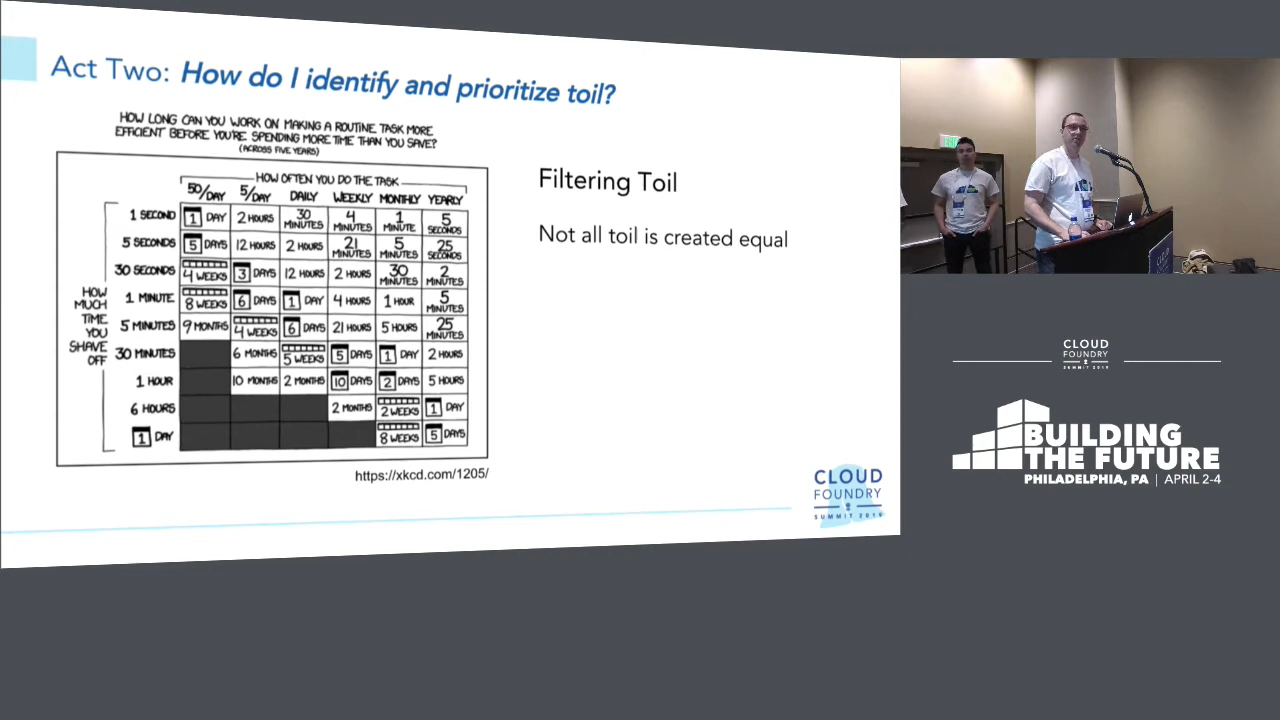 Act Two: How do I identify and prioritize toil?
HOW LONG CAN YOU WORK ON MAKING A ROUTINE TASK MORE
EFFICIENT BEFORE YOU'RE SPENDING MORE TIME THAN YOU SAVE?
(ACROSS FIVE YEARS)
HOW OFTEN YOU DO THE TASK
50/DAY 5/DAY DAILY WEEKLY MONTHLY YEARLY
HOW MUCH TIME YOU SHAVE OFF
1 SECOND 1 DAY 2 HOURS 30 MINUTES 4 MINUTES 1 MINUTE 5 SECONDS
5 SECONDS 5 DAYS 12 HOURS 2 HOURS 21 MINUTES 5 MINUTES 25 SECONDS
30 SECONDS 4 WEEKS 3 DAYS 12 HOURS 2 HOURS 30 MINUTES 2 MINUTES
1 MINUTE 8 WEEKS 6 DAYS 1 DAY 4 HOURS 1 HOUR 5 MINUTES
5 MINUTES 9 MONTHS 4 WEEKS 6 DAYS 21 HOURS 5 HOURS 25 MINUTES
30 MINUTES 6 MONTHS 5 WEEKS 5 DAYS 1 DAY 2 HOURS
1 HOUR 10 MONTHS 2 MONTHS 10 DAYS 2 DAYS 5 HOURS
6 HOURS 2 MONTHS 2 WEEKS 1 DAY
1 DAY 8 WEEKS 5 DAYS
https://xkcd.com/1205/
Filtering Toil
Not all toil is created equal
CLOUD
FOUNDRY
SUMMIT 2019
CLOUD
FOUNDRY
SUMMIT 2019
BUILDING
THE FUTURE
PHILADELPHIA, PA | APRIL 2-4